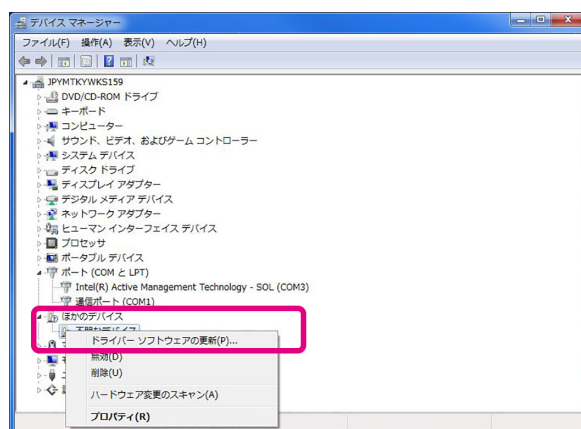 デバイス マネージャー
ファイル(F) 操作(A) 表示(V) ヘルプ(H)
JPYMTKYWKS159
DVD/CD-ROM ドライブ
キーボード
コンピューター
サウンド、ビデオ、およびゲーム コントローラー
システム デバイス
ディスク ドライブ
ディスプレイ アダプター
デジタル メディア デバイス
ネットワーク アダプター
ヒューマン インターフェイス デバイス
プロセッサ
ポータブル デバイス
ポート (COM と LPT)
Intel(R) Active Management Technology - SOL (COM3)
通信ポート (COM1)
ほかのデバイス
不明なデバイス
ドライバー ソフトウェアの更新(P)...
無効(D)
削除(U)
ハードウェア変更のスキャン(A)
プロパティ(R)